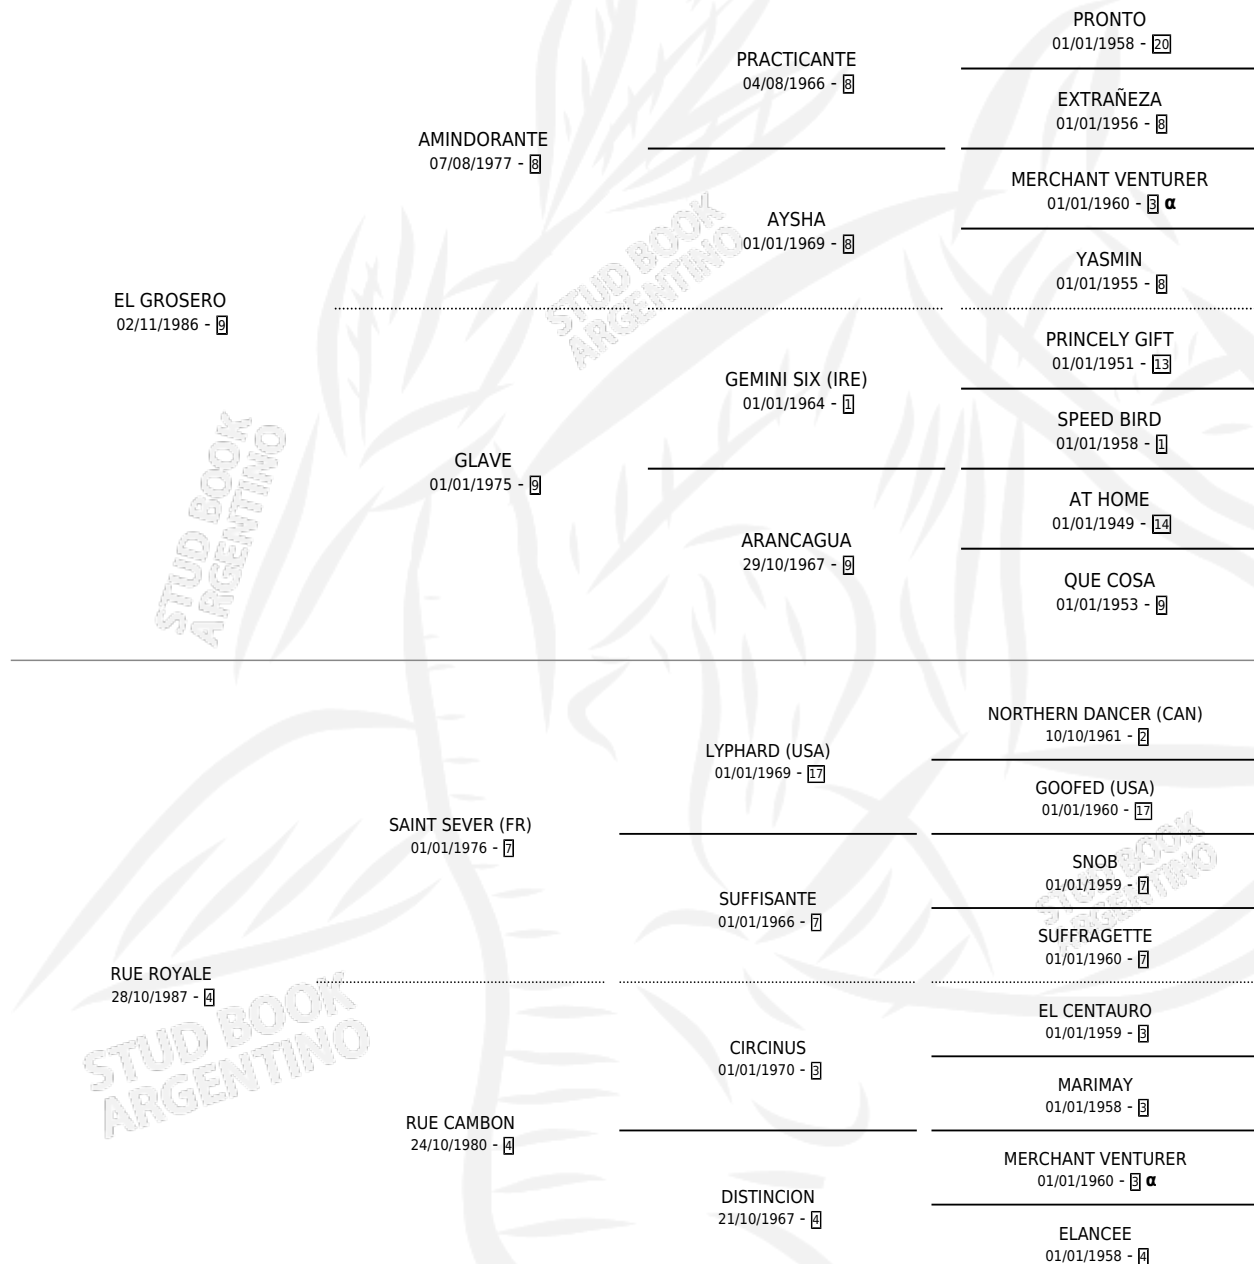 PRONTO
01/01/1958 - 20
PRACTICANTE
04/08/1966 - 8
EXTRAÑEZA
01/01/1956 - 8
AMINDORANTE
07/08/1977 - 8
MERCHANT VENTURER
01/01/1960 - 3 α
AYSHA
01/01/1969 - 8
YASMIN
01/01/1955 - 8
EL GROSERO
02/11/1986 - 9
PRINCELY GIFT
01/01/1951 - 13
GEMINI SIX (IRE)
01/01/1964 - 1
SPEED BIRD
01/01/1958 - 1
GLAVE
01/01/1975 - 9
AT HOME
01/01/1949 - 14
ARANCAGUA
29/10/1967 - 9
QUE COSA
01/01/1953 - 9
STUD BOOK
ARGENTINO
STUD BOOK
ARGENTINO
NORTHERN DANCER (CAN)
10/10/1961 - 2
LYPHARD (USA)
01/01/1969 - 17
GOOFED (USA)
01/01/1960 - 17
SAINT SEVER (FR)
01/01/1976 - 7
SNOB
01/01/1959 - 7
SUFFISANTE
01/01/1966 - 7
SUFFRAGETTE
01/01/1960 - 7
RUE ROYALE
28/10/1987 - 4
EL CENTAURO
01/01/1959 - 3
CIRCINUS
01/01/1970 - 3
MARIMAY
01/01/1958 - 3
RUE CAMBON
24/10/1980 - 4
MERCHANT VENTURER
01/01/1960 - 3 α
DISTINCION
21/10/1967 - 4
ELANCEE
01/01/1958 - 4
STUD BOOK
ARGENTINO
STUD BOOK
ARGENTINO